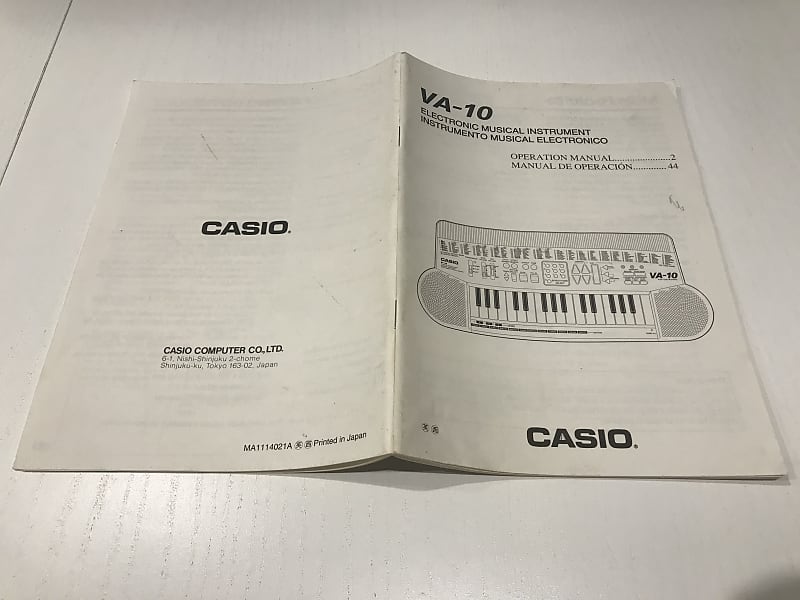 CASIO.
CASIO COMPUTER CO.,LTD.
6-1, Nishi-Shinjuku 2-chome
Shinjuku-ku, Tokyo 163-02, Japan
MA1114021A ㊤ Printed in Japan
VA-10
ELECTRONIC MUSICAL INSTRUMENT
INSTRUMENTO MUSICAL ELECTRONICO
OPERATION MANUAL......................2
MANUAL DE OPERACIÓN.............44
CASIO
VA-10
CASIO.